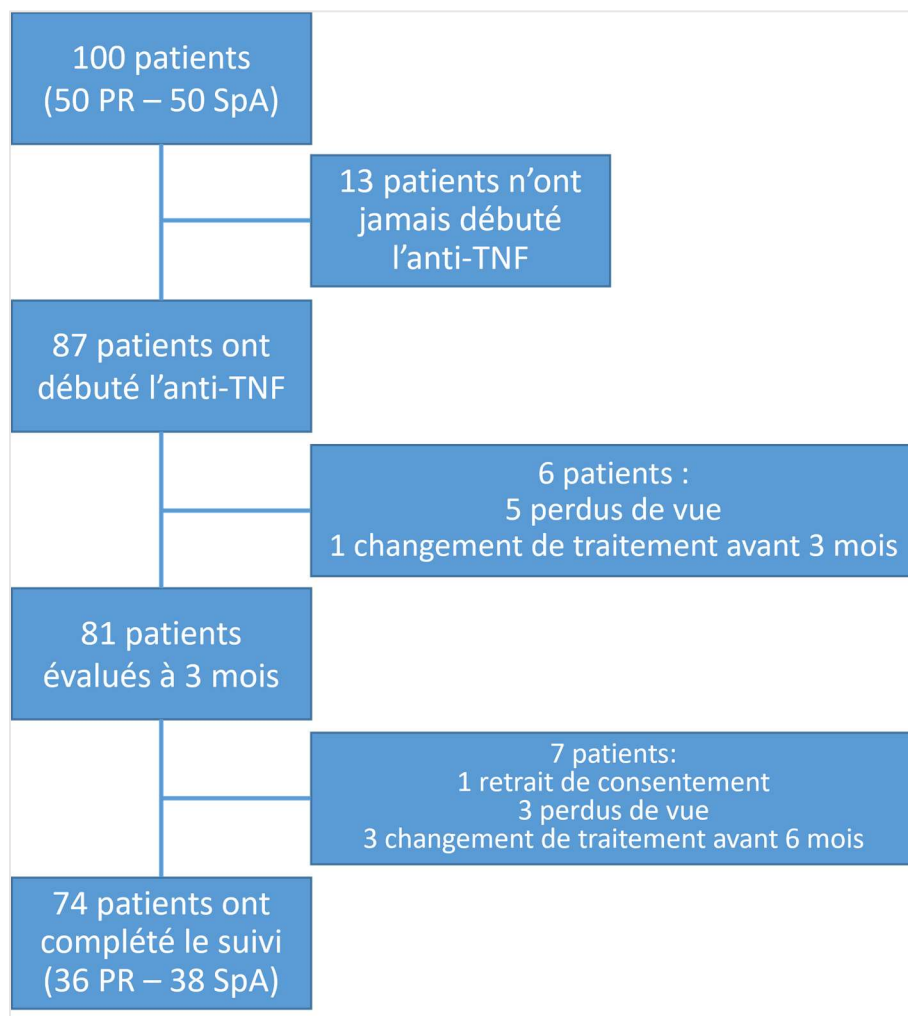 100 patients
(50 PR – 50 SpA)
13 patients n’ont
jamais débuté
l’anti-TNF
87 patients ont
débuté l’anti-TNF
6 patients :
5 perdus de vue
1 changement de traitement avant 3 mois
81 patients
évalués à 3 mois
7 patients:
1 retrait de consentement
3 perdus de vue
3 changement de traitement avant 6 mois
74 patients ont
complété le suivi
(36 PR – 38 SpA)